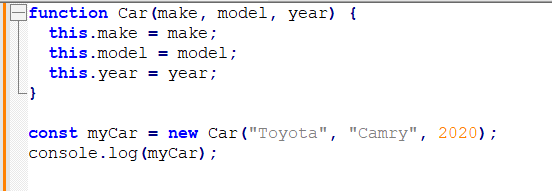 function Car(make, model, year) {
  this.make = make;
  this.model = model;
  this.year = year;
}

const myCar = new Car("Toyota", "Camry", 2020);
console.log(myCar);